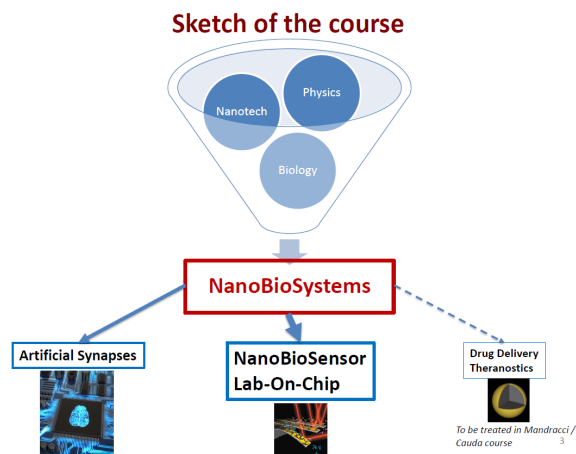 Sketch of the course
Physics
Nanotech
Biology
NanoBioSystems
Artificial Synapses
NanoBioSensor
Lab-On-Chip
Drug Delivery
Theranostics
To be treated in Mandracci /
Cauda course
3